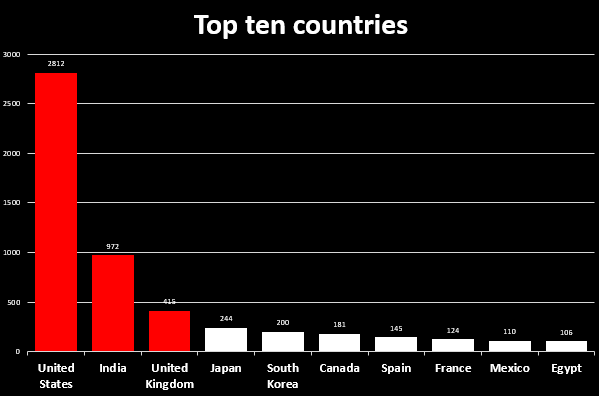 Top ten countries
3000
2500
2000
1500
1000
500
0
2812
972
415
244
200
181
145
124
110
106
United States
India
United Kingdom
Japan
South Korea
Canada
Spain
France
Mexico
Egypt